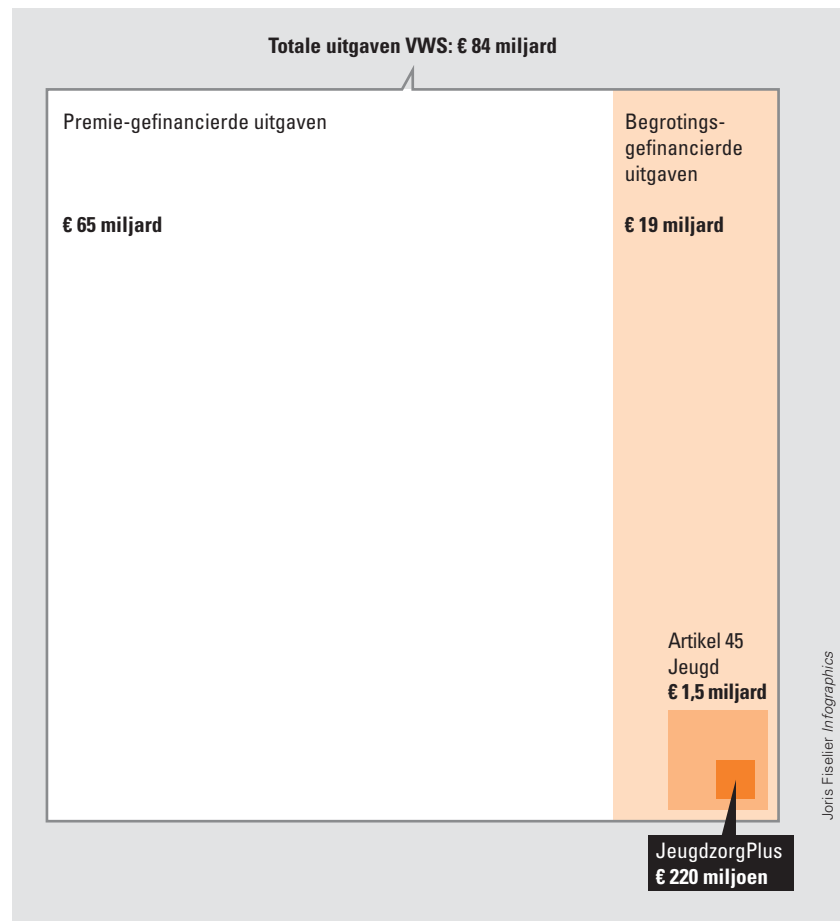 Totale uitgaven VWS: € 84 miljard
Premie-gefinancierde uitgaven
€ 65 miljard
Begrotings-
gefinancierde
uitgaven
€ 19 miljard
Artikel 45
Jeugd
€ 1,5 miljard
JeugdzorgPlus
€ 220 miljoen
Joris Fiselier Infographics